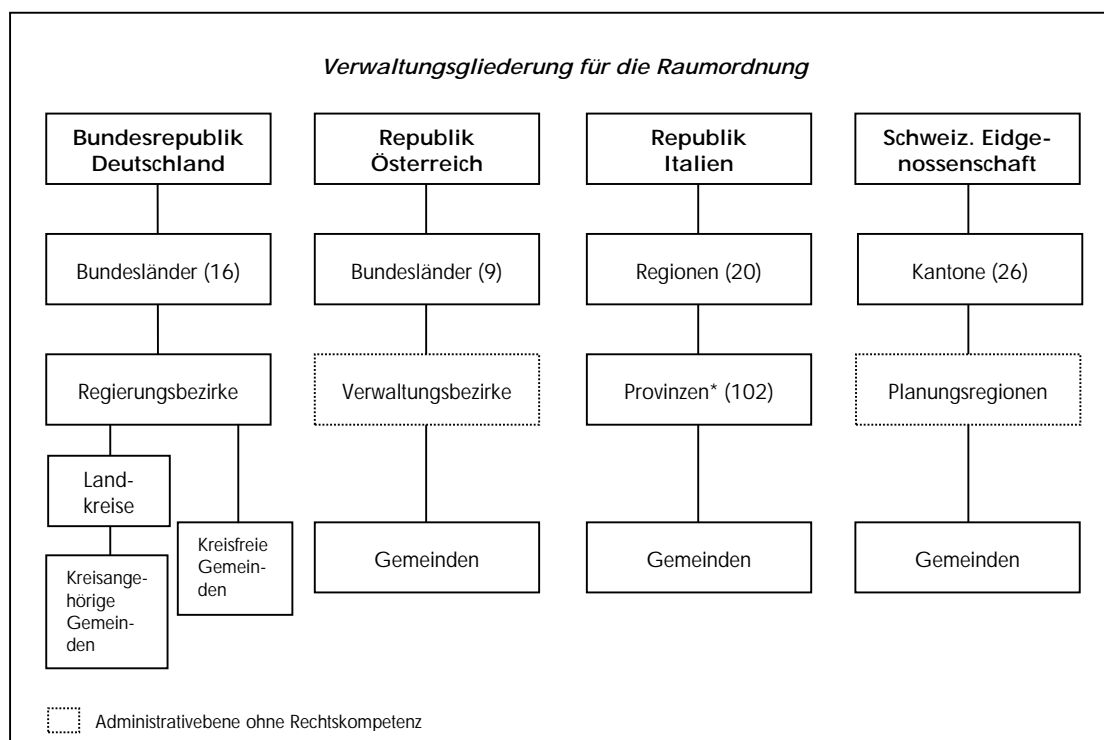 Verwaltungsgliederung für die Raumordnung
Bundesrepublik
Deutschland
Republik
Österreich
Republik
Italien
Schweiz. Eidge-
nossenschaft
Bundesländer (16)
Bundesländer (9)
Regionen (20)
Kantone (26)
Regierungsbezirke
Verwaltungsbezirke
Provinzen* (102)
Planungsregionen
Land-
kreise
Kreisfreie
Gemein-
den
Kreisange-
hörige
Gemein-
den
Gemeinden
Gemeinden
Gemeinden
Administrativebene ohne Rechtskompetenz